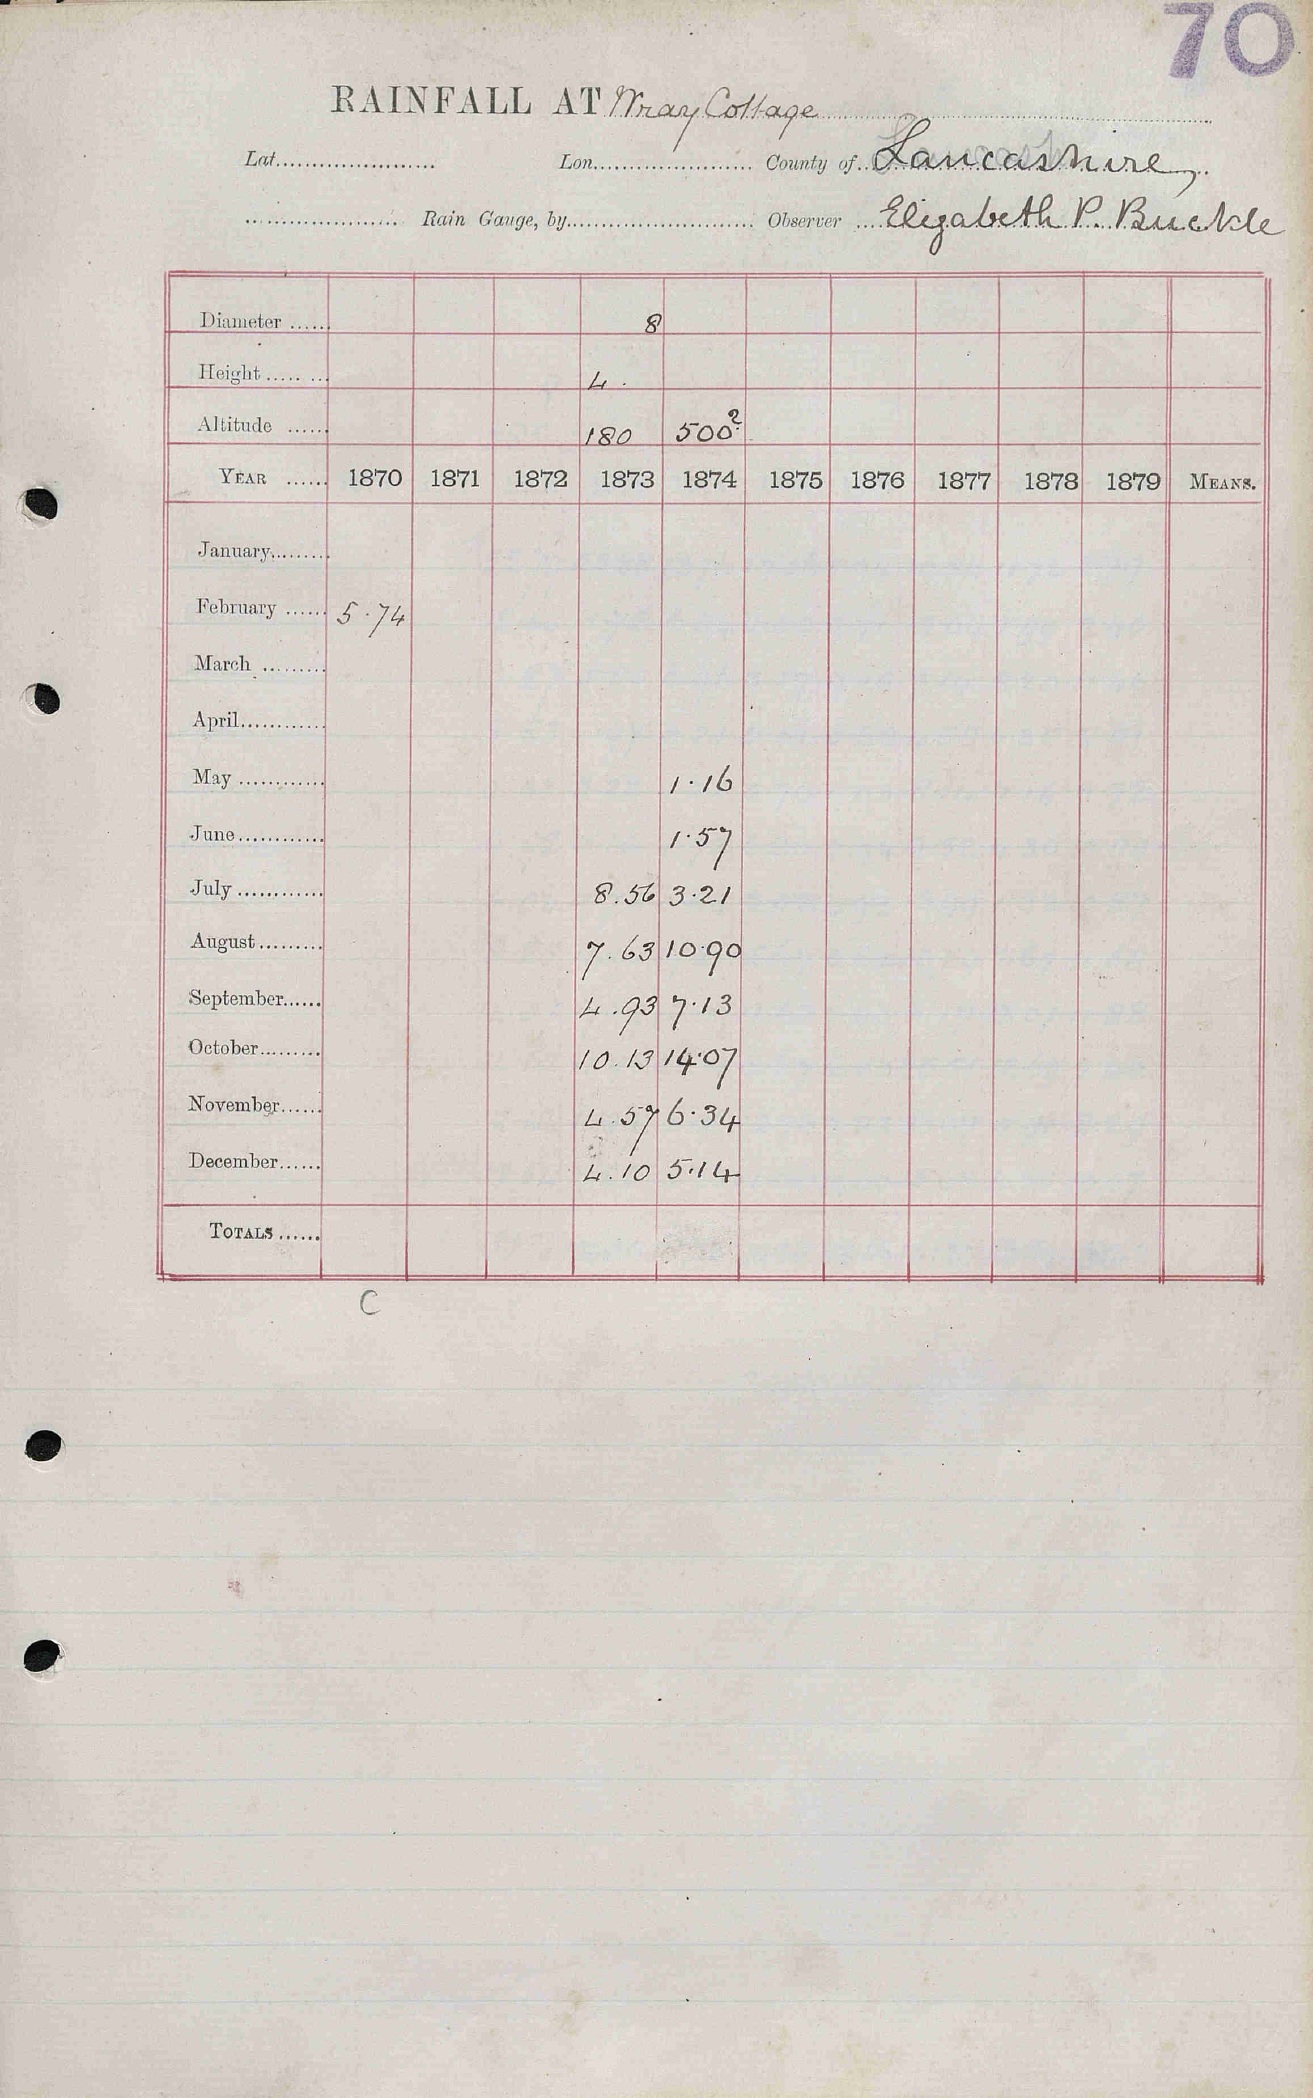 70
RAINFALL AT Wray Cottage
Lat. Lon. County of Lancashire
Rain Gauge, by Observer Elizabeth P. Buckle
Diameter 8
Height 4.
Altitude 180 500?
YEAR 1870 1871 1872 1873 1874 1875 1876 1877 1878 1879 MEANS.
January
February 5.74
March
April
May 1.16
June 1.57
July 8.56 3.21
August 7.63 10.90
September 4.93 7.13
October 10.13 14.07
November 4.57 6.34
December 4.10 5.14
TOTALS
C